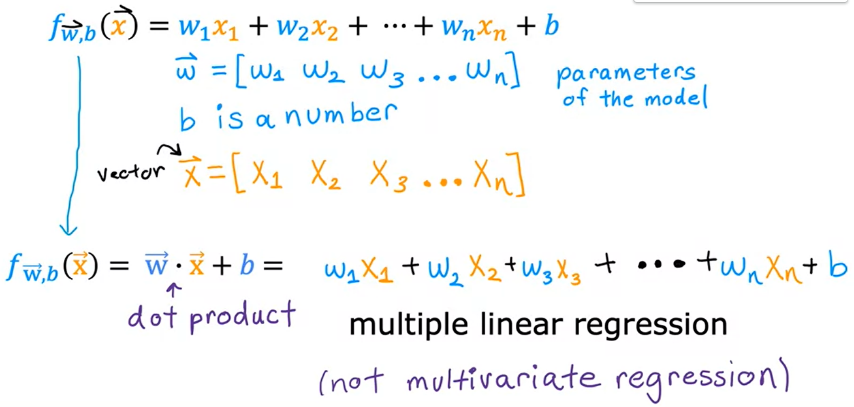 f_{w⃗,b}(x⃗) = w₁x₁ + w₂x₂ + ⋯ + wₙxₙ + b
w⃗ = [w₁ w₂ w₃ ... wₙ] parameters of the model
b is a number
vector x⃗ = [x₁ x₂ x₃ ... xₙ]
f_{w⃗,b}(x⃗) = w⃗ · x⃗ + b = w₁x₁ + w₂x₂ + w₃x₃ + ... + wₙxₙ + b
dot product
multiple linear regression
(not multivariate regression)